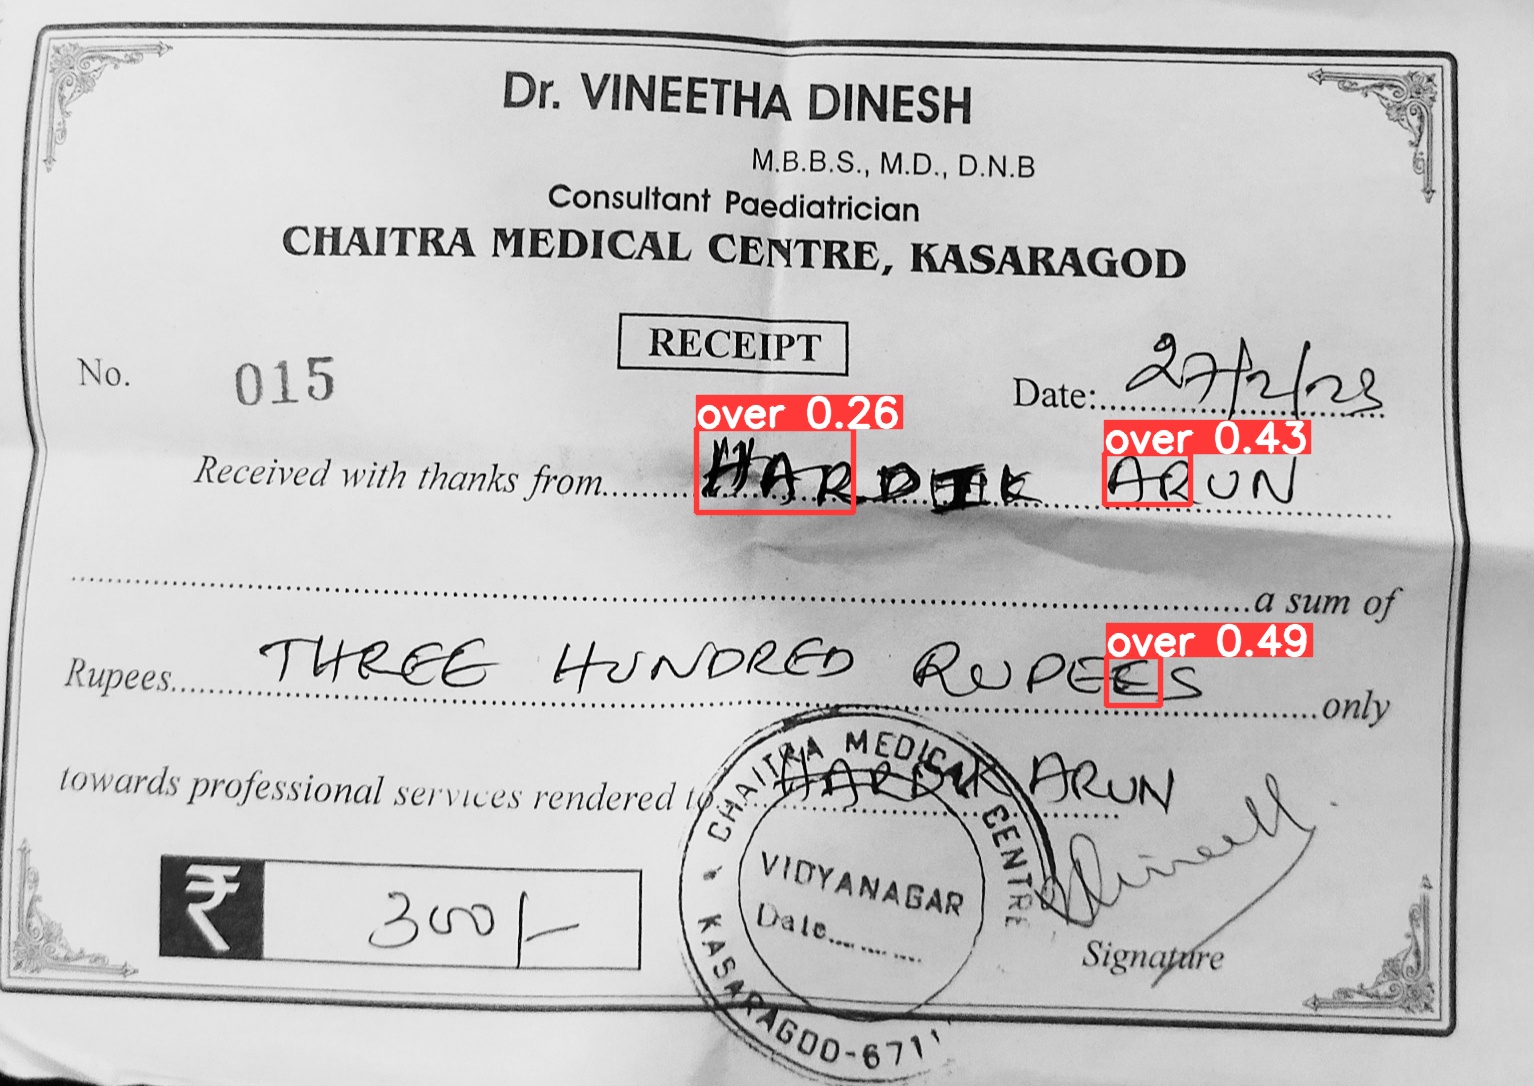 Dr. VINEETHA DINESH
M.B.B.S., M.D., D.N.B
Consultant Paediatrician
CHAITRA MEDICAL CENTRE, KASARAGOD
RECEIPT
No. 015
Date: 27/2/23
over 0.26
over 0.43
Received with thanks from HARDIK ARUN
a sum of
over 0.49
Rupees THREE HUNDRED RUPEES only
towards professional services rendered to HARDIK ARUN
CHAITRA MEDICAL CENTRE
VIDYANAGAR
Date
KASARAGOD-6711
₹ 300/-
Signature